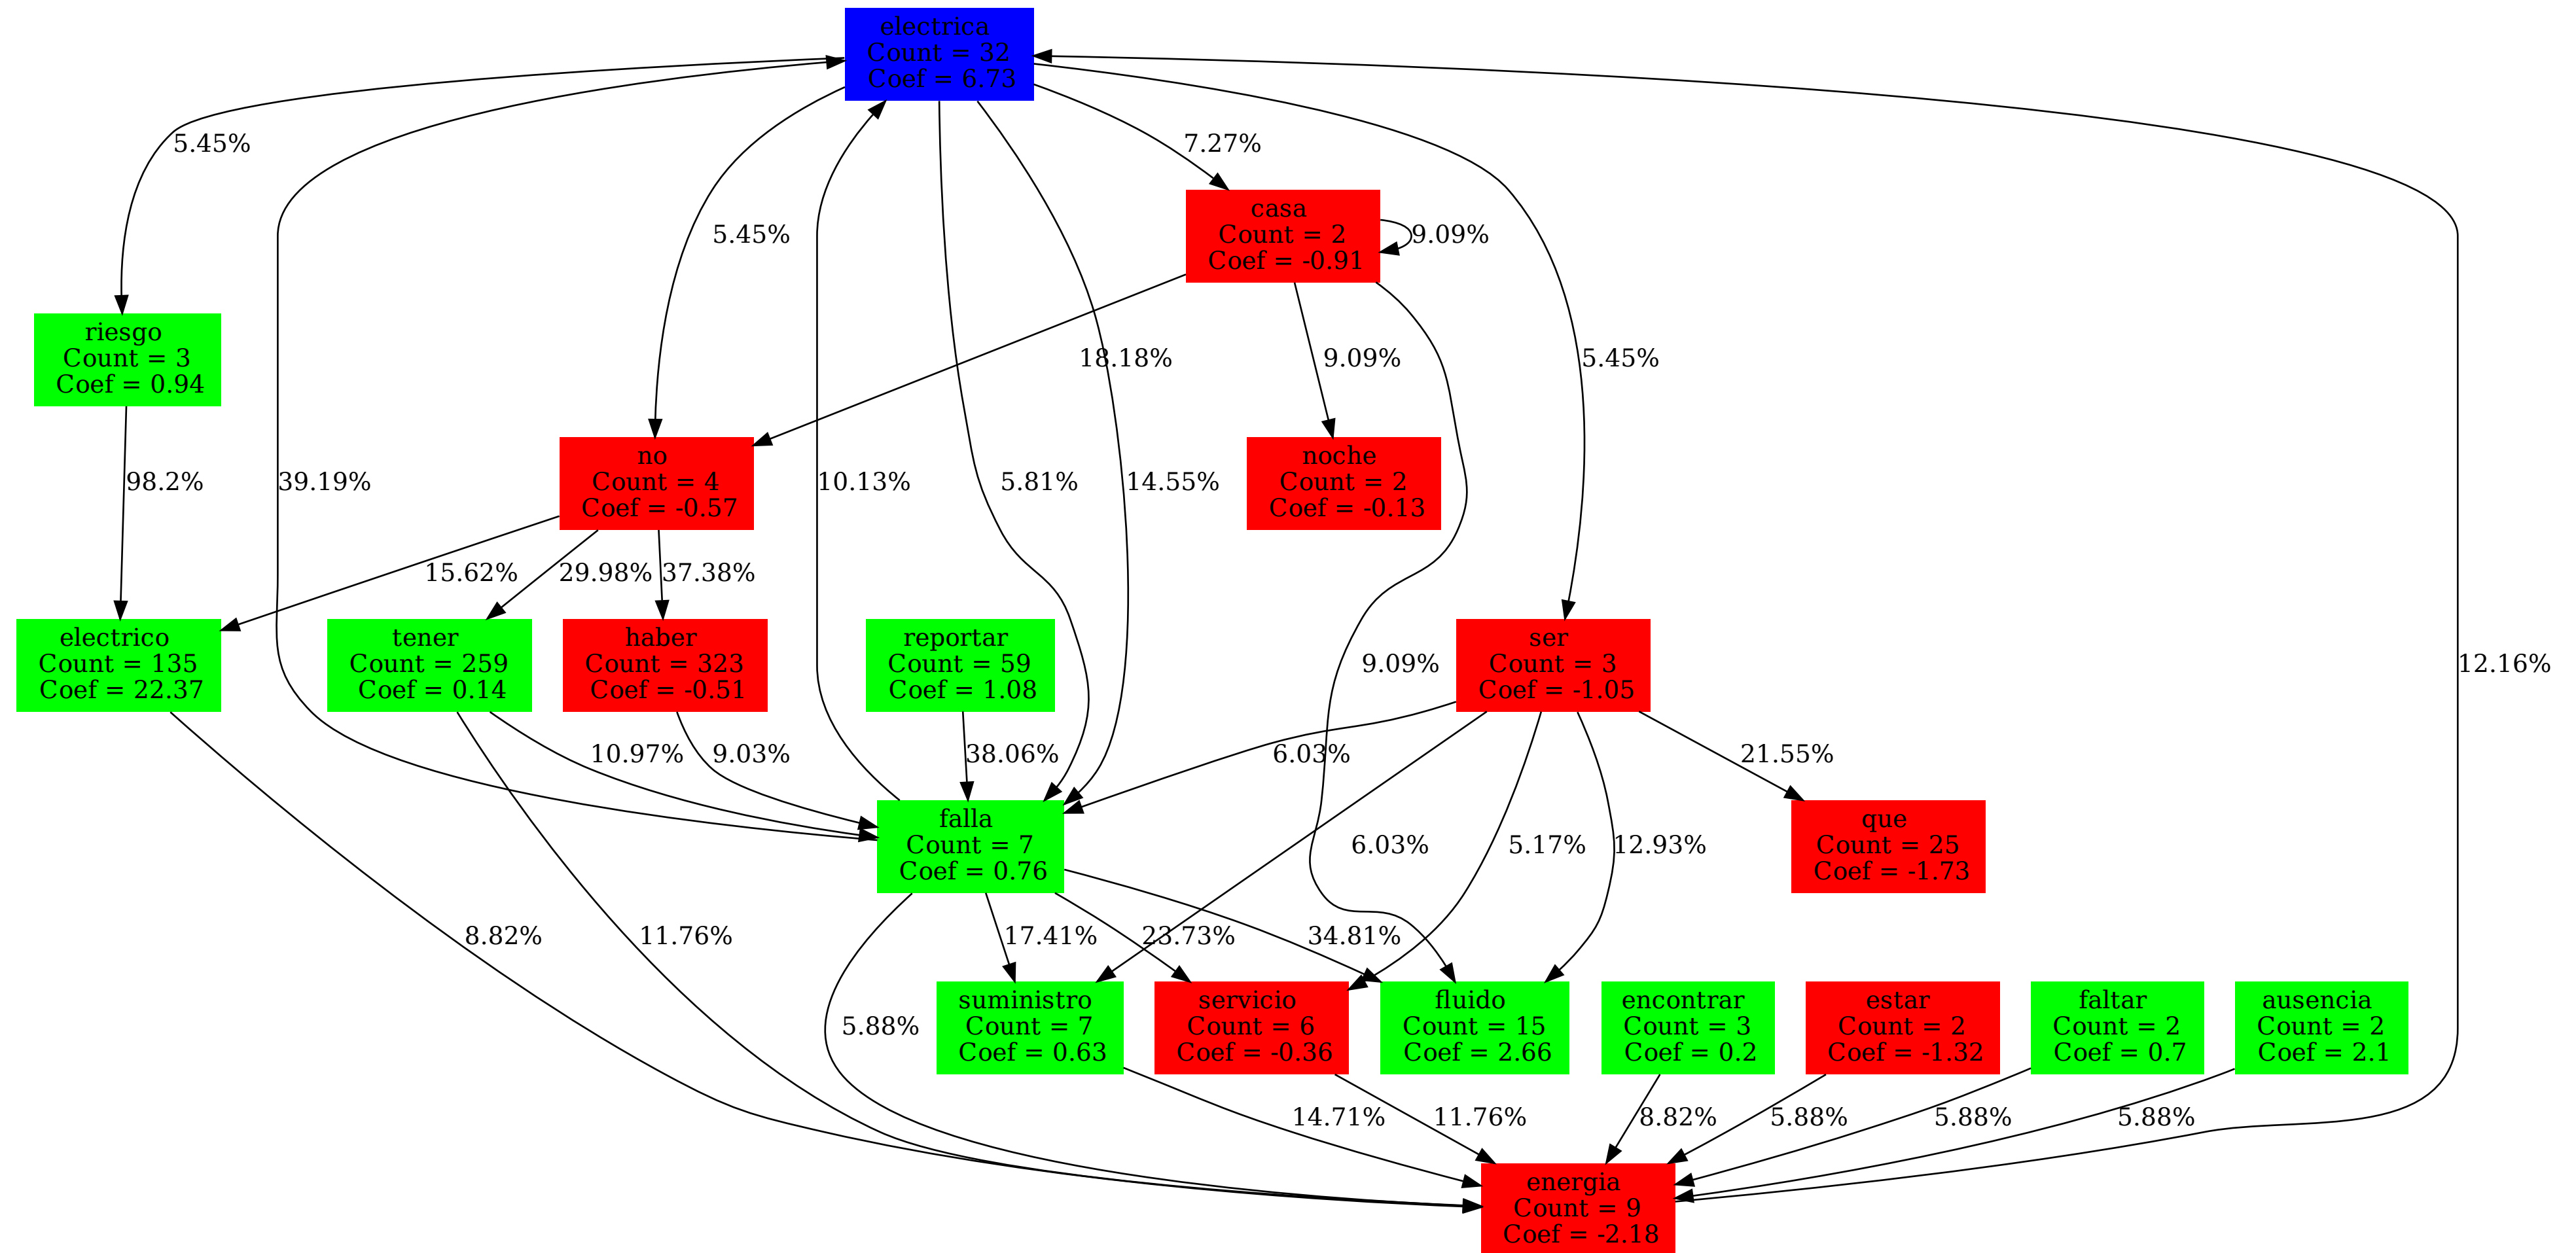 electrica
Count = 32
Coef = 6.73
5.45%
7.27%
casa
Count = 2
Coef = -0.91
5.45%
9.09%
riesgo
Count = 3
Coef = 0.94
18.18%
9.09%
5.45%
no
Count = 4
Coef = -0.57
noche
Count = 2
Coef = -0.13
98.2%
39.19%
10.13%
5.81%
14.55%
15.62%
29.98%
37.38%
electrico
Count = 135
Coef = 22.37
tener
Count = 259
Coef = 0.14
haber
Count = 323
Coef = -0.51
reportar
Count = 59
Coef = 1.08
9.09%
ser
Count = 3
Coef = -1.05
12.16%
10.97%
9.03%
38.06%
6.03%
21.55%
falla
Count = 7
Coef = 0.76
6.03%
5.17%
12.93%
que
Count = 25
Coef = -1.73
8.82%
11.76%
17.41%
23.73%
34.81%
5.88%
suministro
Count = 7
Coef = 0.63
servicio
Count = 6
Coef = -0.36
fluido
Count = 15
Coef = 2.66
encontrar
Count = 3
Coef = 0.2
estar
Count = 2
Coef = -1.32
faltar
Count = 2
Coef = 0.7
ausencia
Count = 2
Coef = 2.1
14.71%
11.76%
8.82%
5.88%
5.88%
5.88%
energia
Count = 9
Coef = -2.18